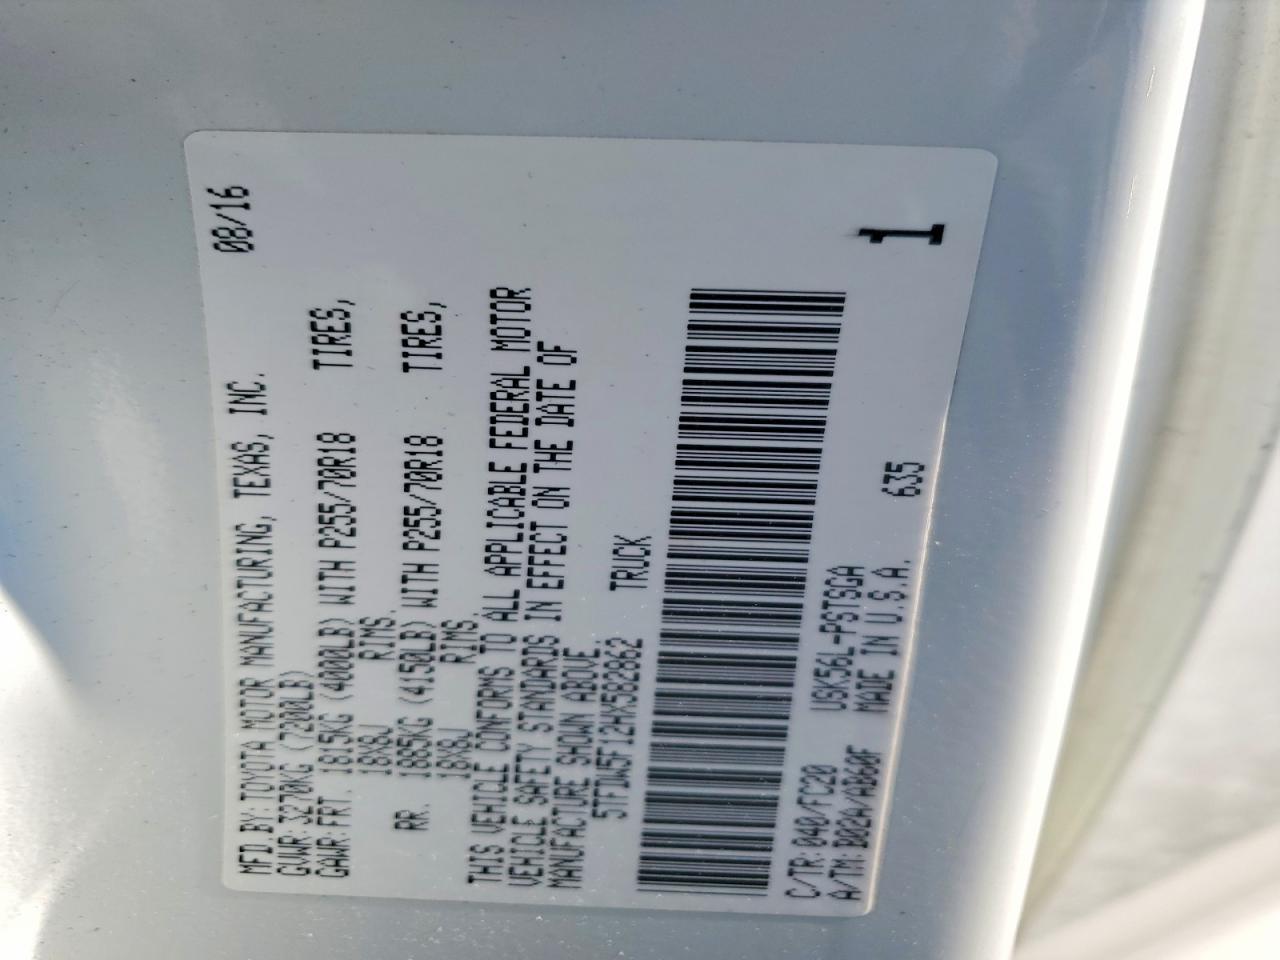 MFD.BY: TOYOTA MOTOR MANUFACTURING, TEXAS, INC. 08/16
GVWR: 3270KG (7200LB)
GAWR: FRT. 1815KG (4000LB) WITH P255/70R18 TIRES,
18X8J RIMS.
RR. 1885KG (4150LB) WITH P255/70R18 TIRES,
18X8J RIMS.
THIS VEHICLE CONFORMS TO ALL APPLICABLE FEDERAL MOTOR
VEHICLE SAFETY STANDARDS IN EFFECT ON THE DATE OF
MANUFACTURE SHOWN ABOVE.
5TFDW5F12HX582862 TRUCK
C/TR: 040/FC20 USK56L-PSTSGA
A/TM: B02A/AB60F MADE IN U.S.A. 635
1